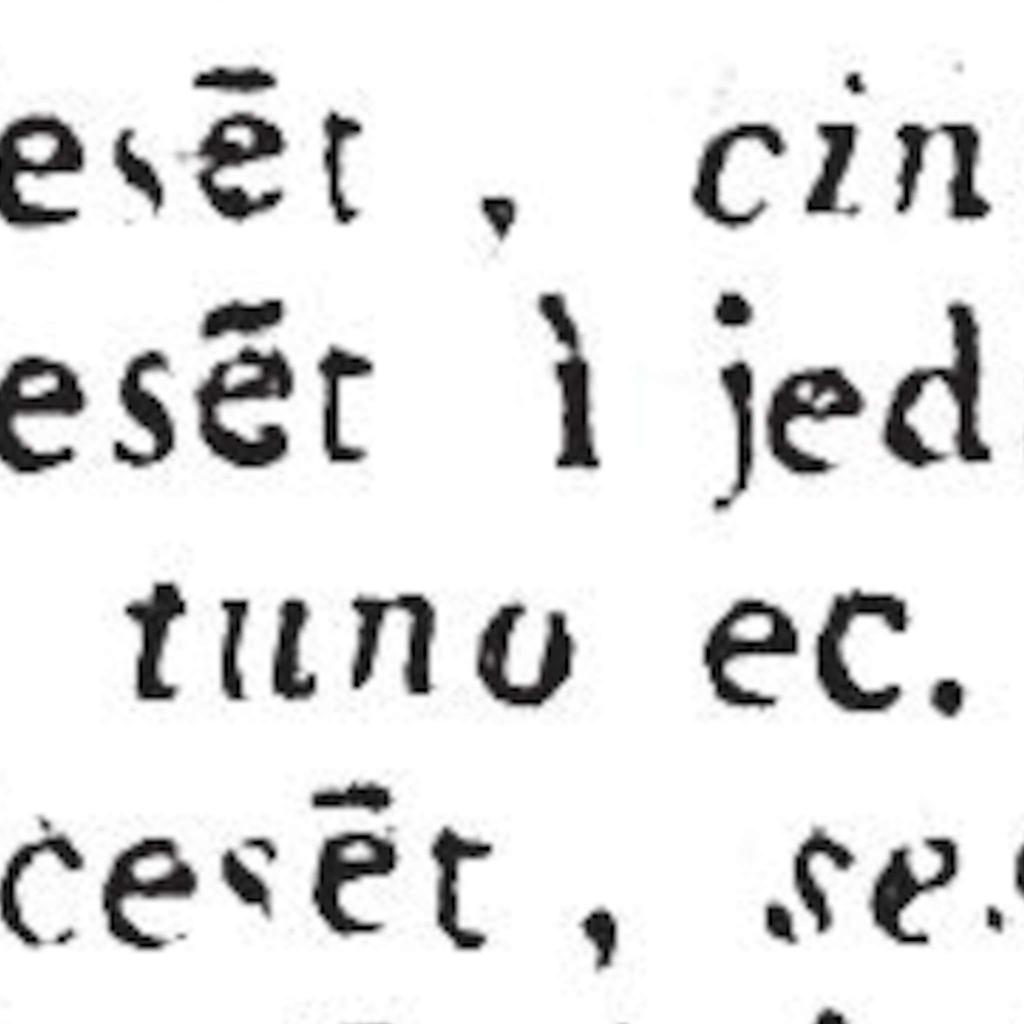 esēt , cin
esēt ì jed
tuno ec.
cesēt , se